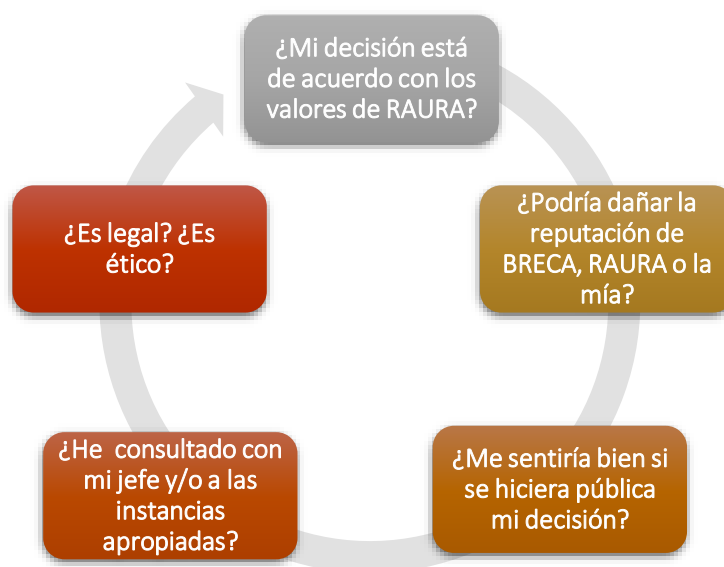 ¿Mi decisión está
de acuerdo con los
valores de RAURA?
¿Podría dañar la
reputación de
BRECA, RAURA o la
mía?
¿Me sentiría bien si
se hiciera pública
mi decisión?
¿He consultado con
mi jefe y/o a las
instancias
apropiadas?
¿Es legal? ¿Es
ético?